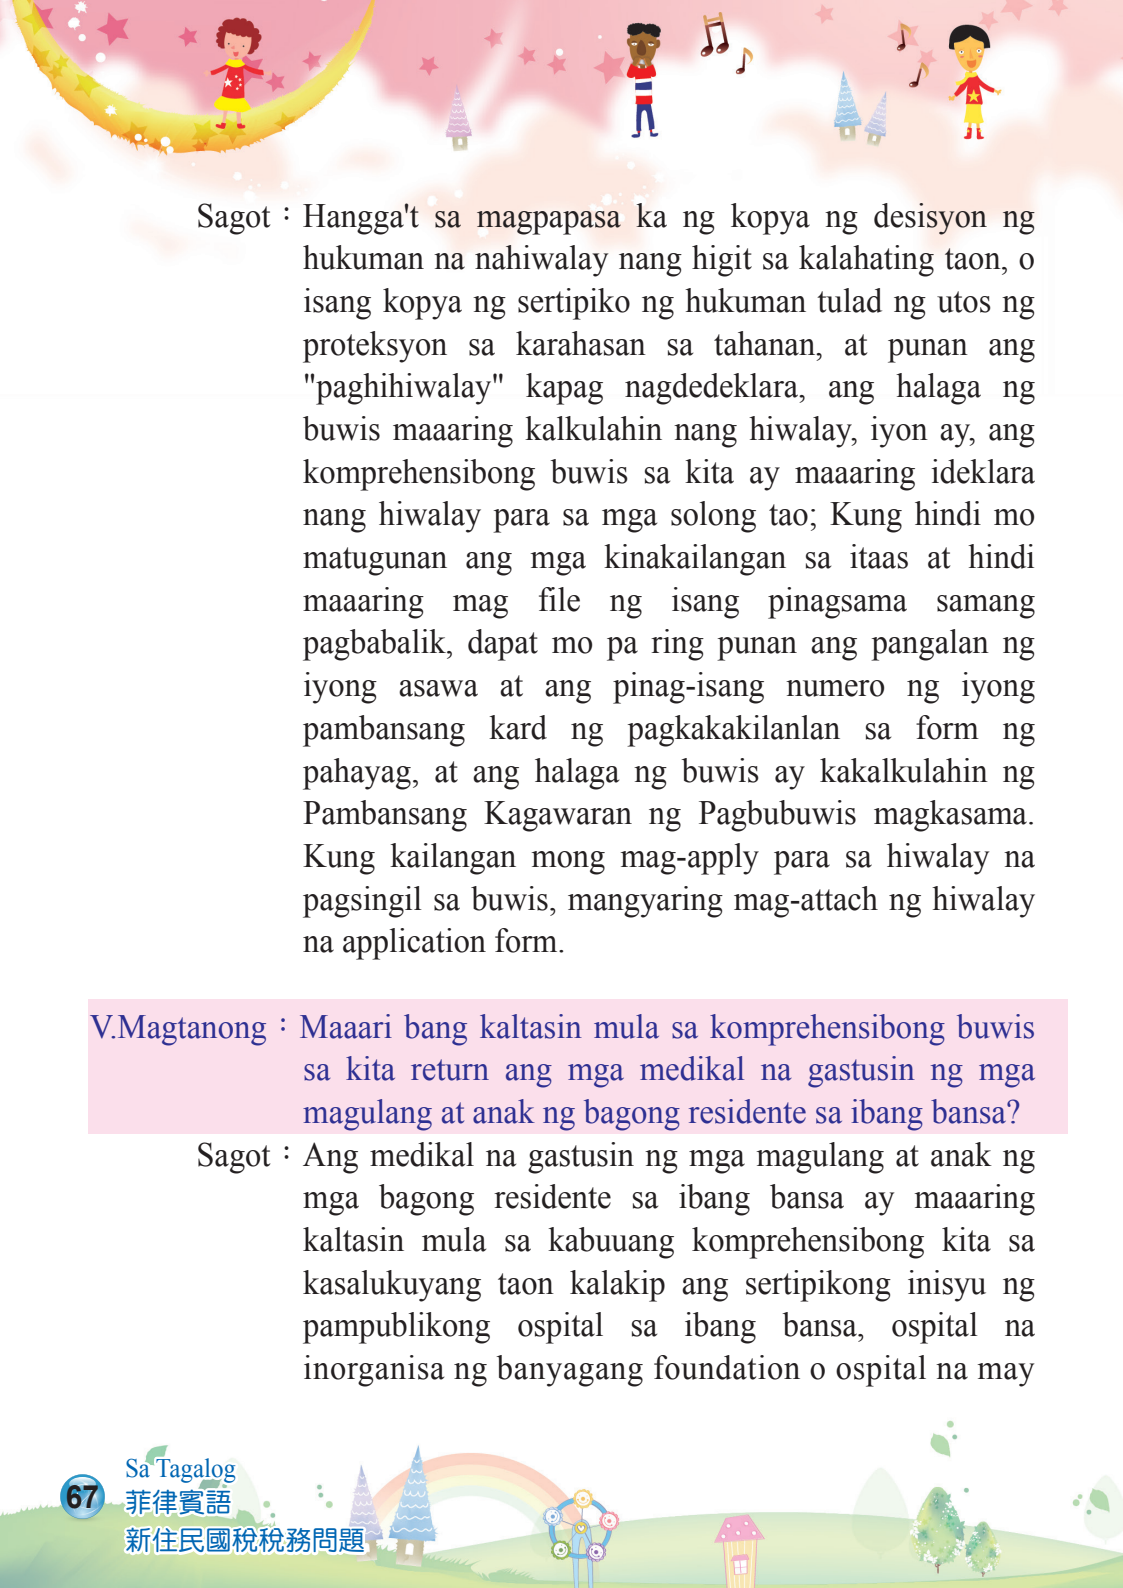 Sagot：Hangga't sa magpapasa ka ng kopya ng desisyon ng
hukuman na nahiwalay nang higit sa kalahating taon, o
isang kopya ng sertipiko ng hukuman tulad ng utos ng
proteksyon sa karahasan sa tahanan, at punan ang
"paghihiwalay" kapag nagdedeklara, ang halaga ng
buwis maaaring kalkulahin nang hiwalay, iyon ay, ang
komprehensibong buwis sa kita ay maaaring ideklara
nang hiwalay para sa mga solong tao; Kung hindi mo
matugunan ang mga kinakailangan sa itaas at hindi
maaaring mag file ng isang pinagsama samang
pagbabalik, dapat mo pa ring punan ang pangalan ng
iyong asawa at ang pinag-isang numero ng iyong
pambansang kard ng pagkakakilanlan sa form ng
pahayag, at ang halaga ng buwis ay kakalkulahin ng
Pambansang Kagawaran ng Pagbubuwis magkasama.
Kung kailangan mong mag-apply para sa hiwalay na
pagsingil sa buwis, mangyaring mag-attach ng hiwalay
na application form.
V.Magtanong：Maaari bang kaltasin mula sa komprehensibong buwis
sa kita return ang mga medikal na gastusin ng mga
magulang at anak ng bagong residente sa ibang bansa?
Sagot：Ang medikal na gastusin ng mga magulang at anak ng
mga bagong residente sa ibang bansa ay maaaring
kaltasin mula sa kabuuang komprehensibong kita sa
kasalukuyang taon kalakip ang sertipikong inisyu ng
pampublikong ospital sa ibang bansa, ospital na
inorganisa ng banyagang foundation o ospital na may
Sa Tagalog
67 菲律賓語
新住民國稅稅務問題